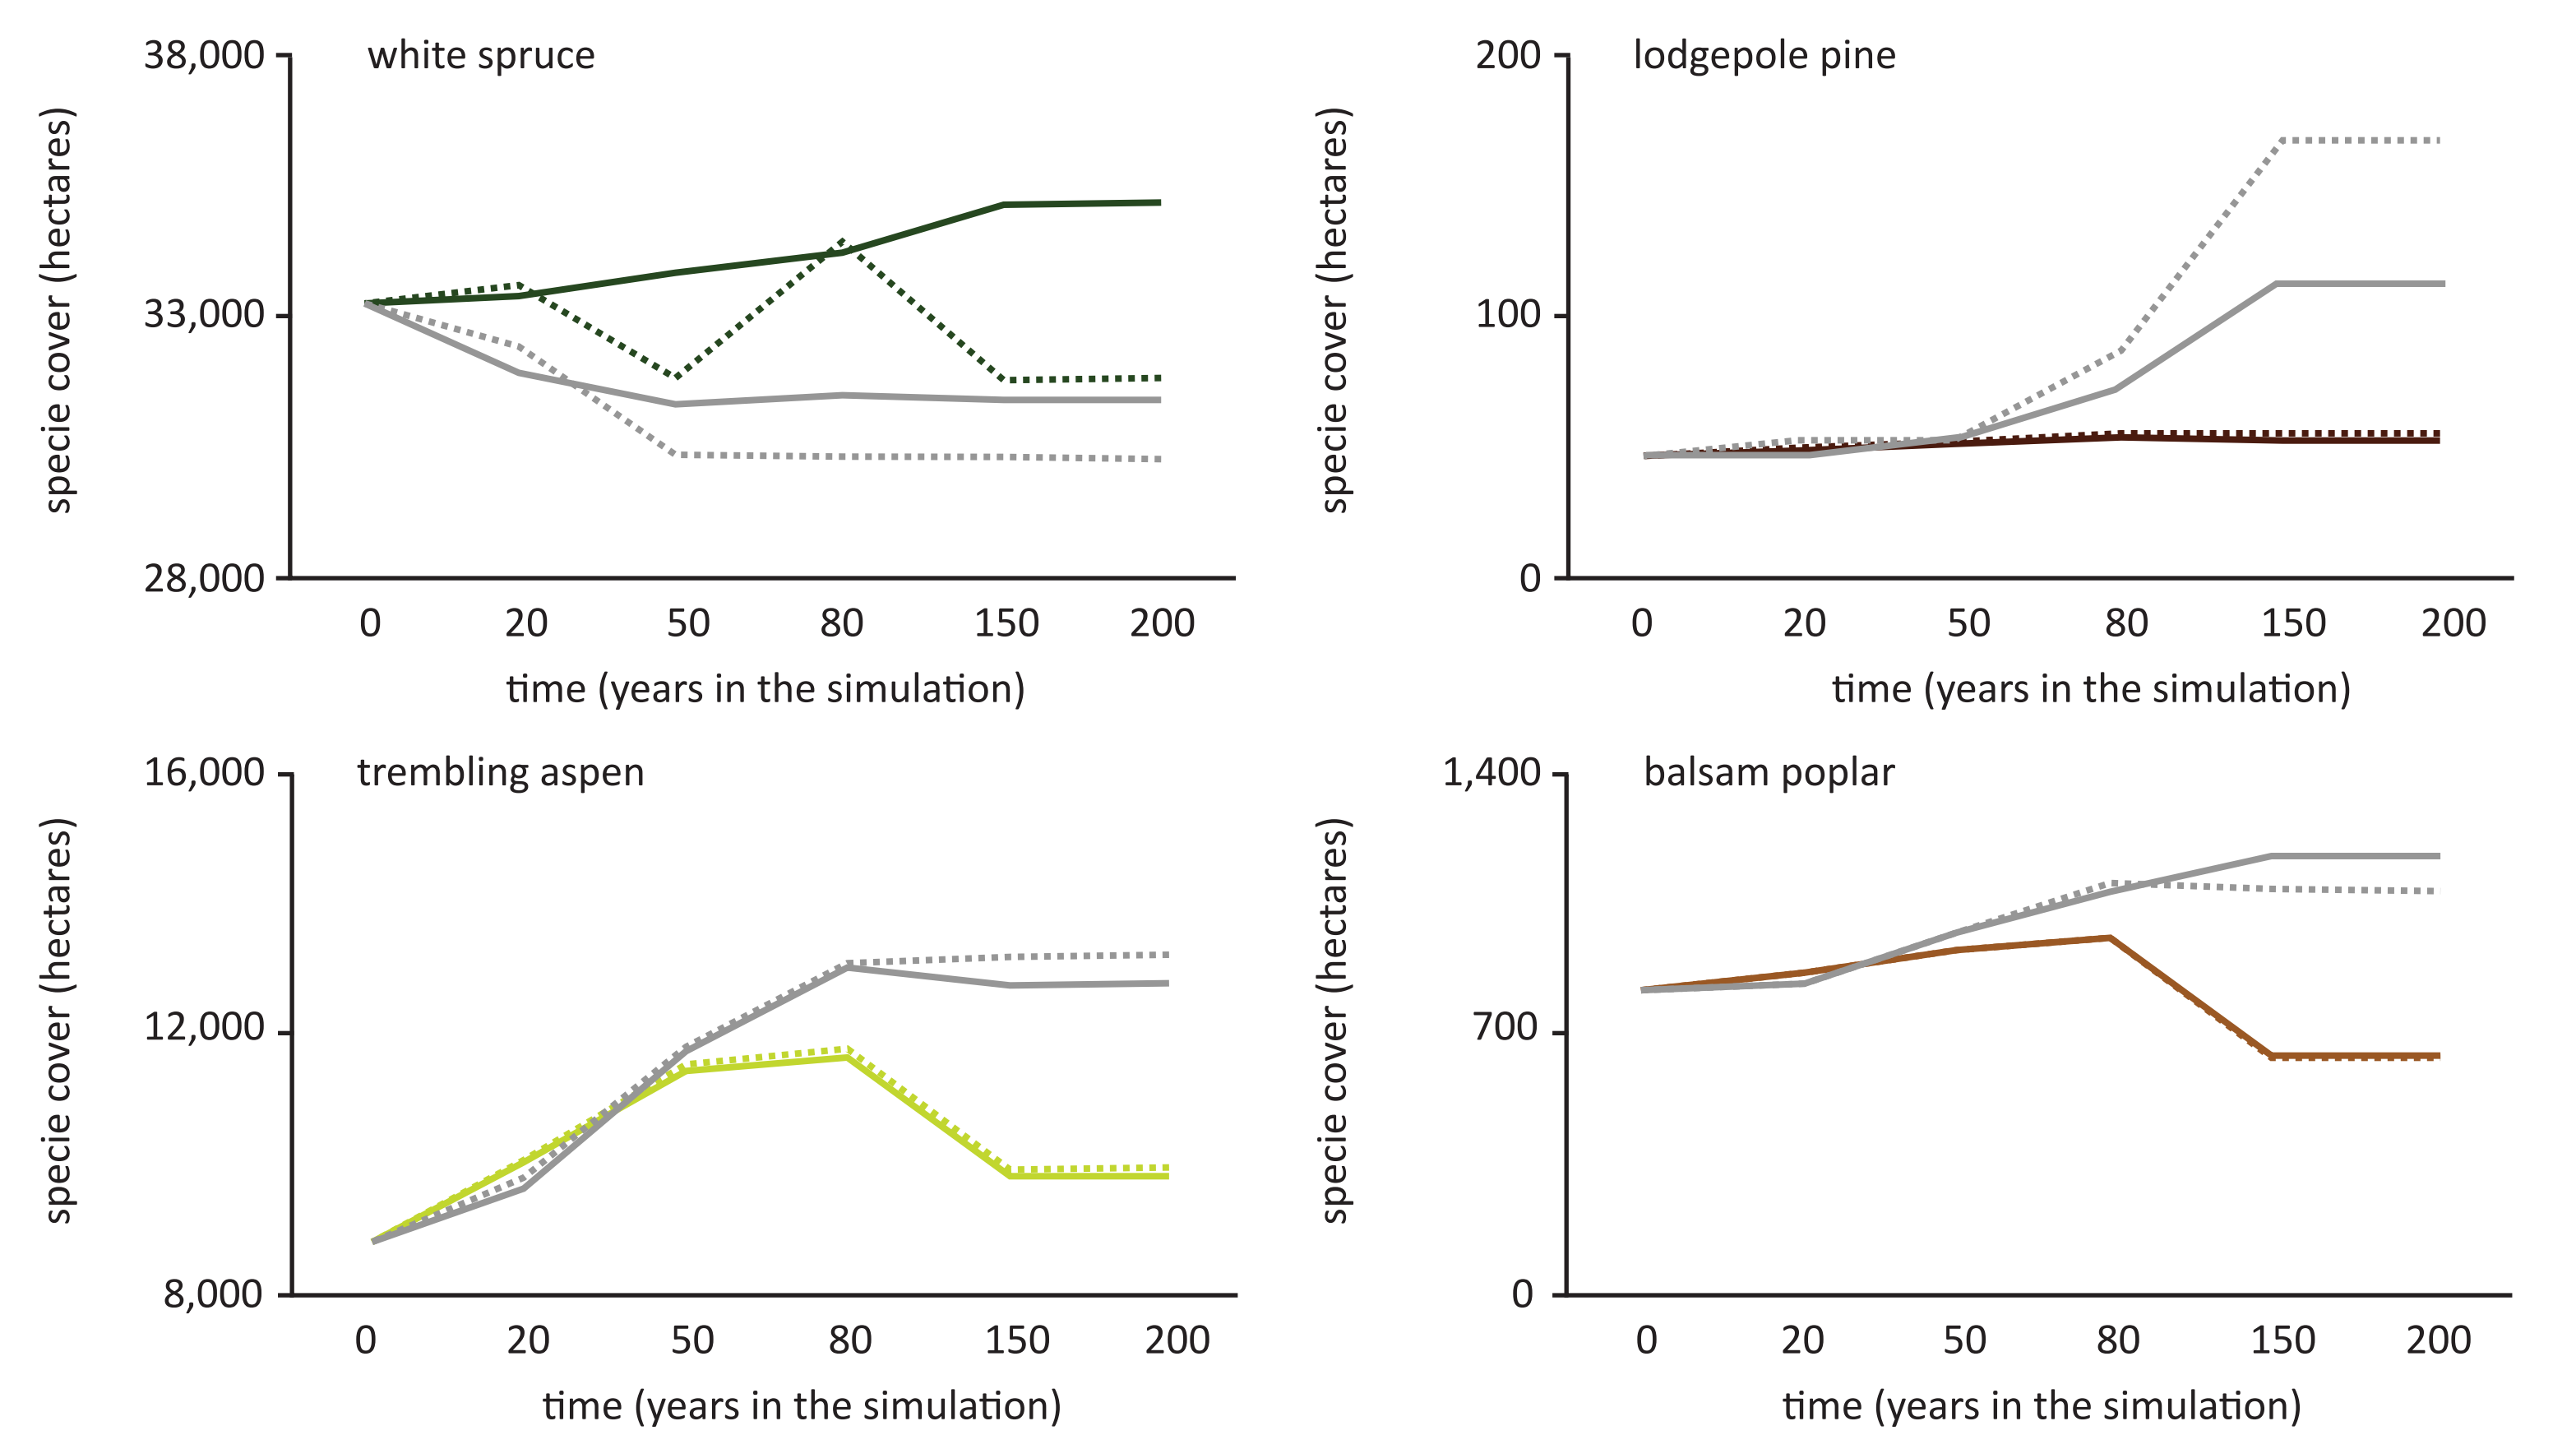 white spruce
38,000
33,000
28,000
specie cover (hectares)
0 20 50 80 150 200
time (years in the simulation)
lodgepole pine
200
100
0
specie cover (hectares)
0 20 50 80 150 200
time (years in the simulation)
trembling aspen
16,000
12,000
8,000
specie cover (hectares)
0 20 50 80 150 200
time (years in the simulation)
balsam poplar
1,400
700
0
specie cover (hectares)
0 20 50 80 150 200
time (years in the simulation)